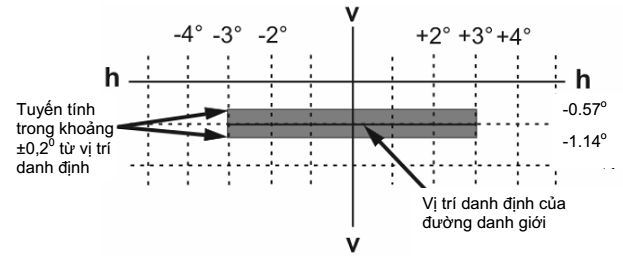 v
-4° -3° -2° +2° +3° +4°
h h
Tuyến tính
trong khoảng
±0,2⁰ từ vị trí
danh định
-0.57°
-1.14°
Vị trí danh định của
đường danh giới
v